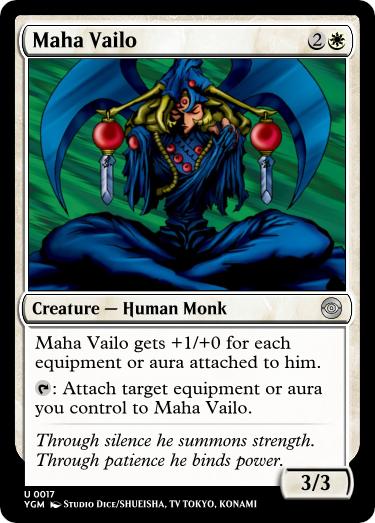 Maha Vailo 2
Creature — Human Monk
Maha Vailo gets +1/+0 for each
equipment or aura attached to him.
: Attach target equipment or aura
you control to Maha Vailo.
Through silence he summons strength.
Through patience he binds power.
3/3
U 0017
YGM Studio Dice/SHUEISHA, TV TOKYO, KONAMI